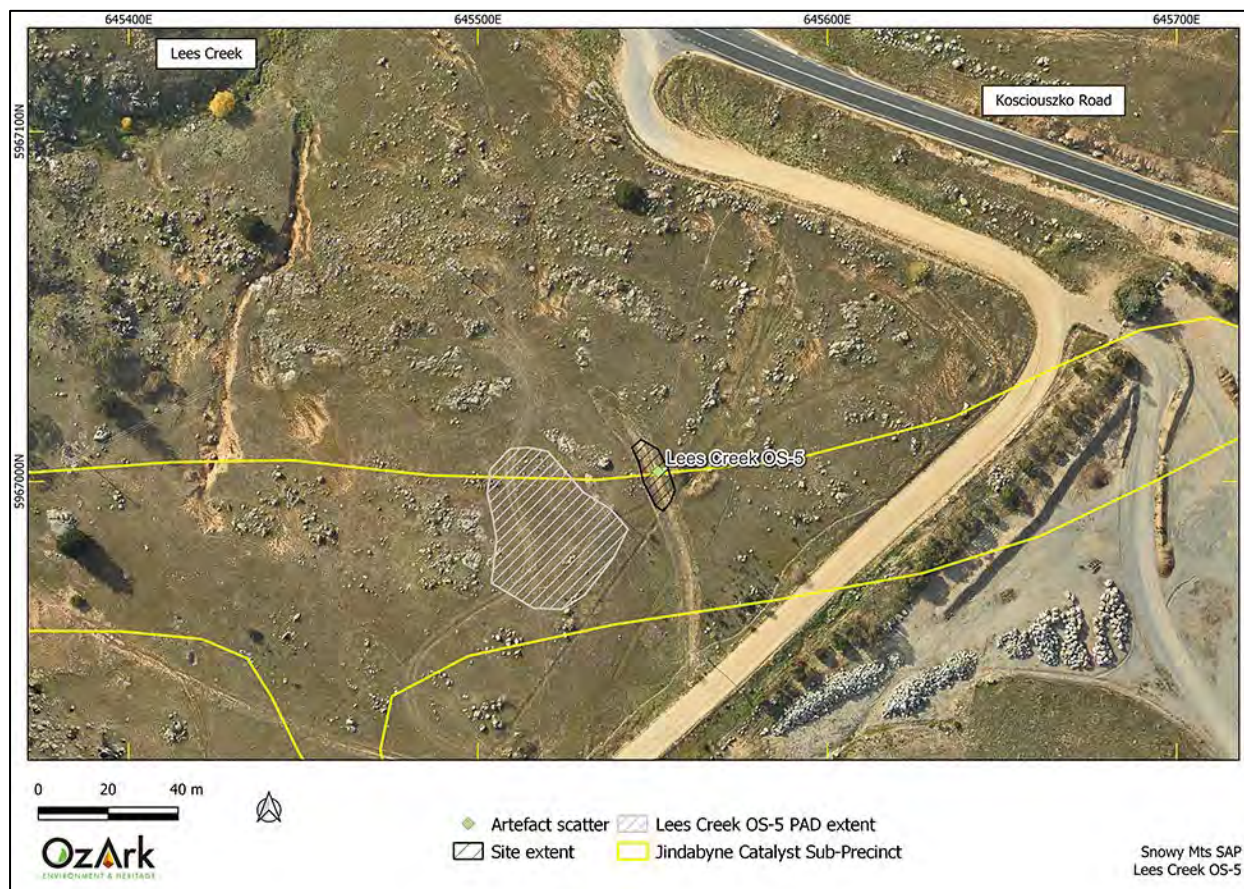 645400E
645500E
645600E
645700E
Lees Creek
Kosciouszko Road
5967100N
Lees Creek OS-5
5967000N
0 20 40 m
Artefact scatter
Lees Creek OS-5 PAD extent
Site extent
Jindabyne Catalyst Sub-Precinct
OzArk
ENVIRONMENT & HERITAGE
Snowy Mts SAP
Lees Creek OS-5